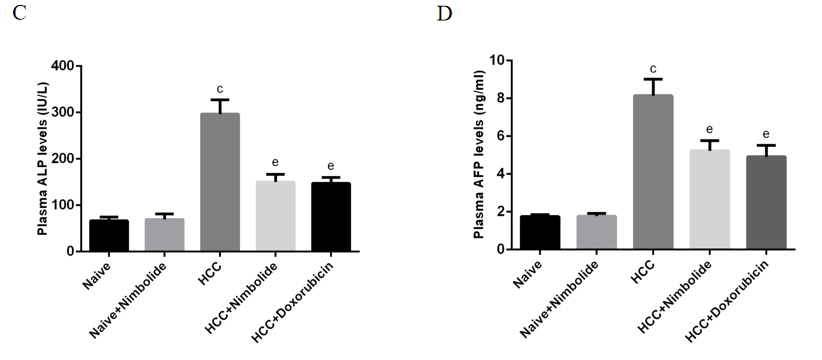 C
Plasma ALP levels (IU/L)
400
300
200
100
0
c
e
e
Naive
Naive+Nimbolide
HCC
HCC+Nimbolide
HCC+Doxorubicin
D
Plasma AFP levels (ng/ml)
10
8
6
4
2
0
c
e
e
Naive
Naive+Nimbolide
HCC
HCC+Nimbolide
HCC+Doxorubicin